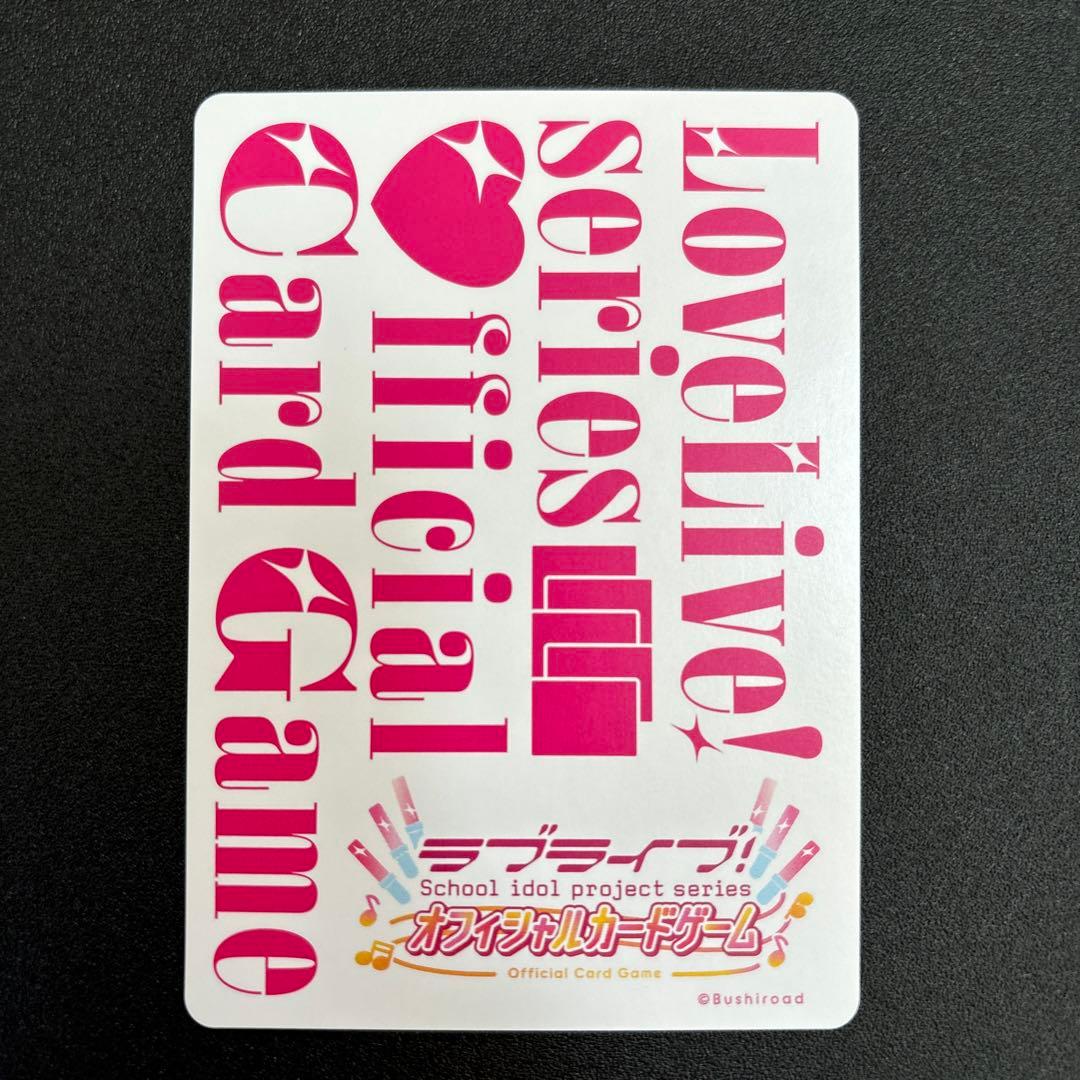 LoveLive!
series
♥fficial
Card Game
ラブライブ!
School idol project series
オフィシャルカードゲーム
Official Card Game
©Bushiroad